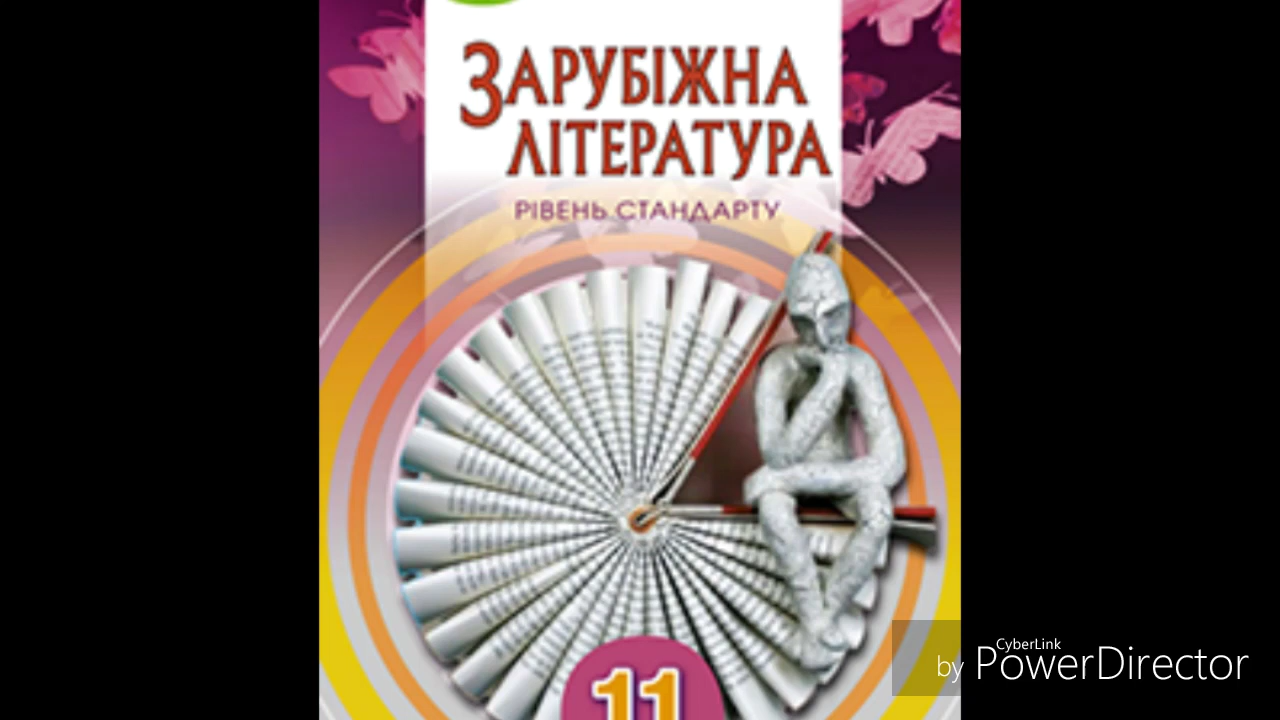 ЗАРУБІЖНА
ЛІТЕРАТУРА
РІВЕНЬ СТАНДАРТУ
11
CyberLink
by PowerDirector